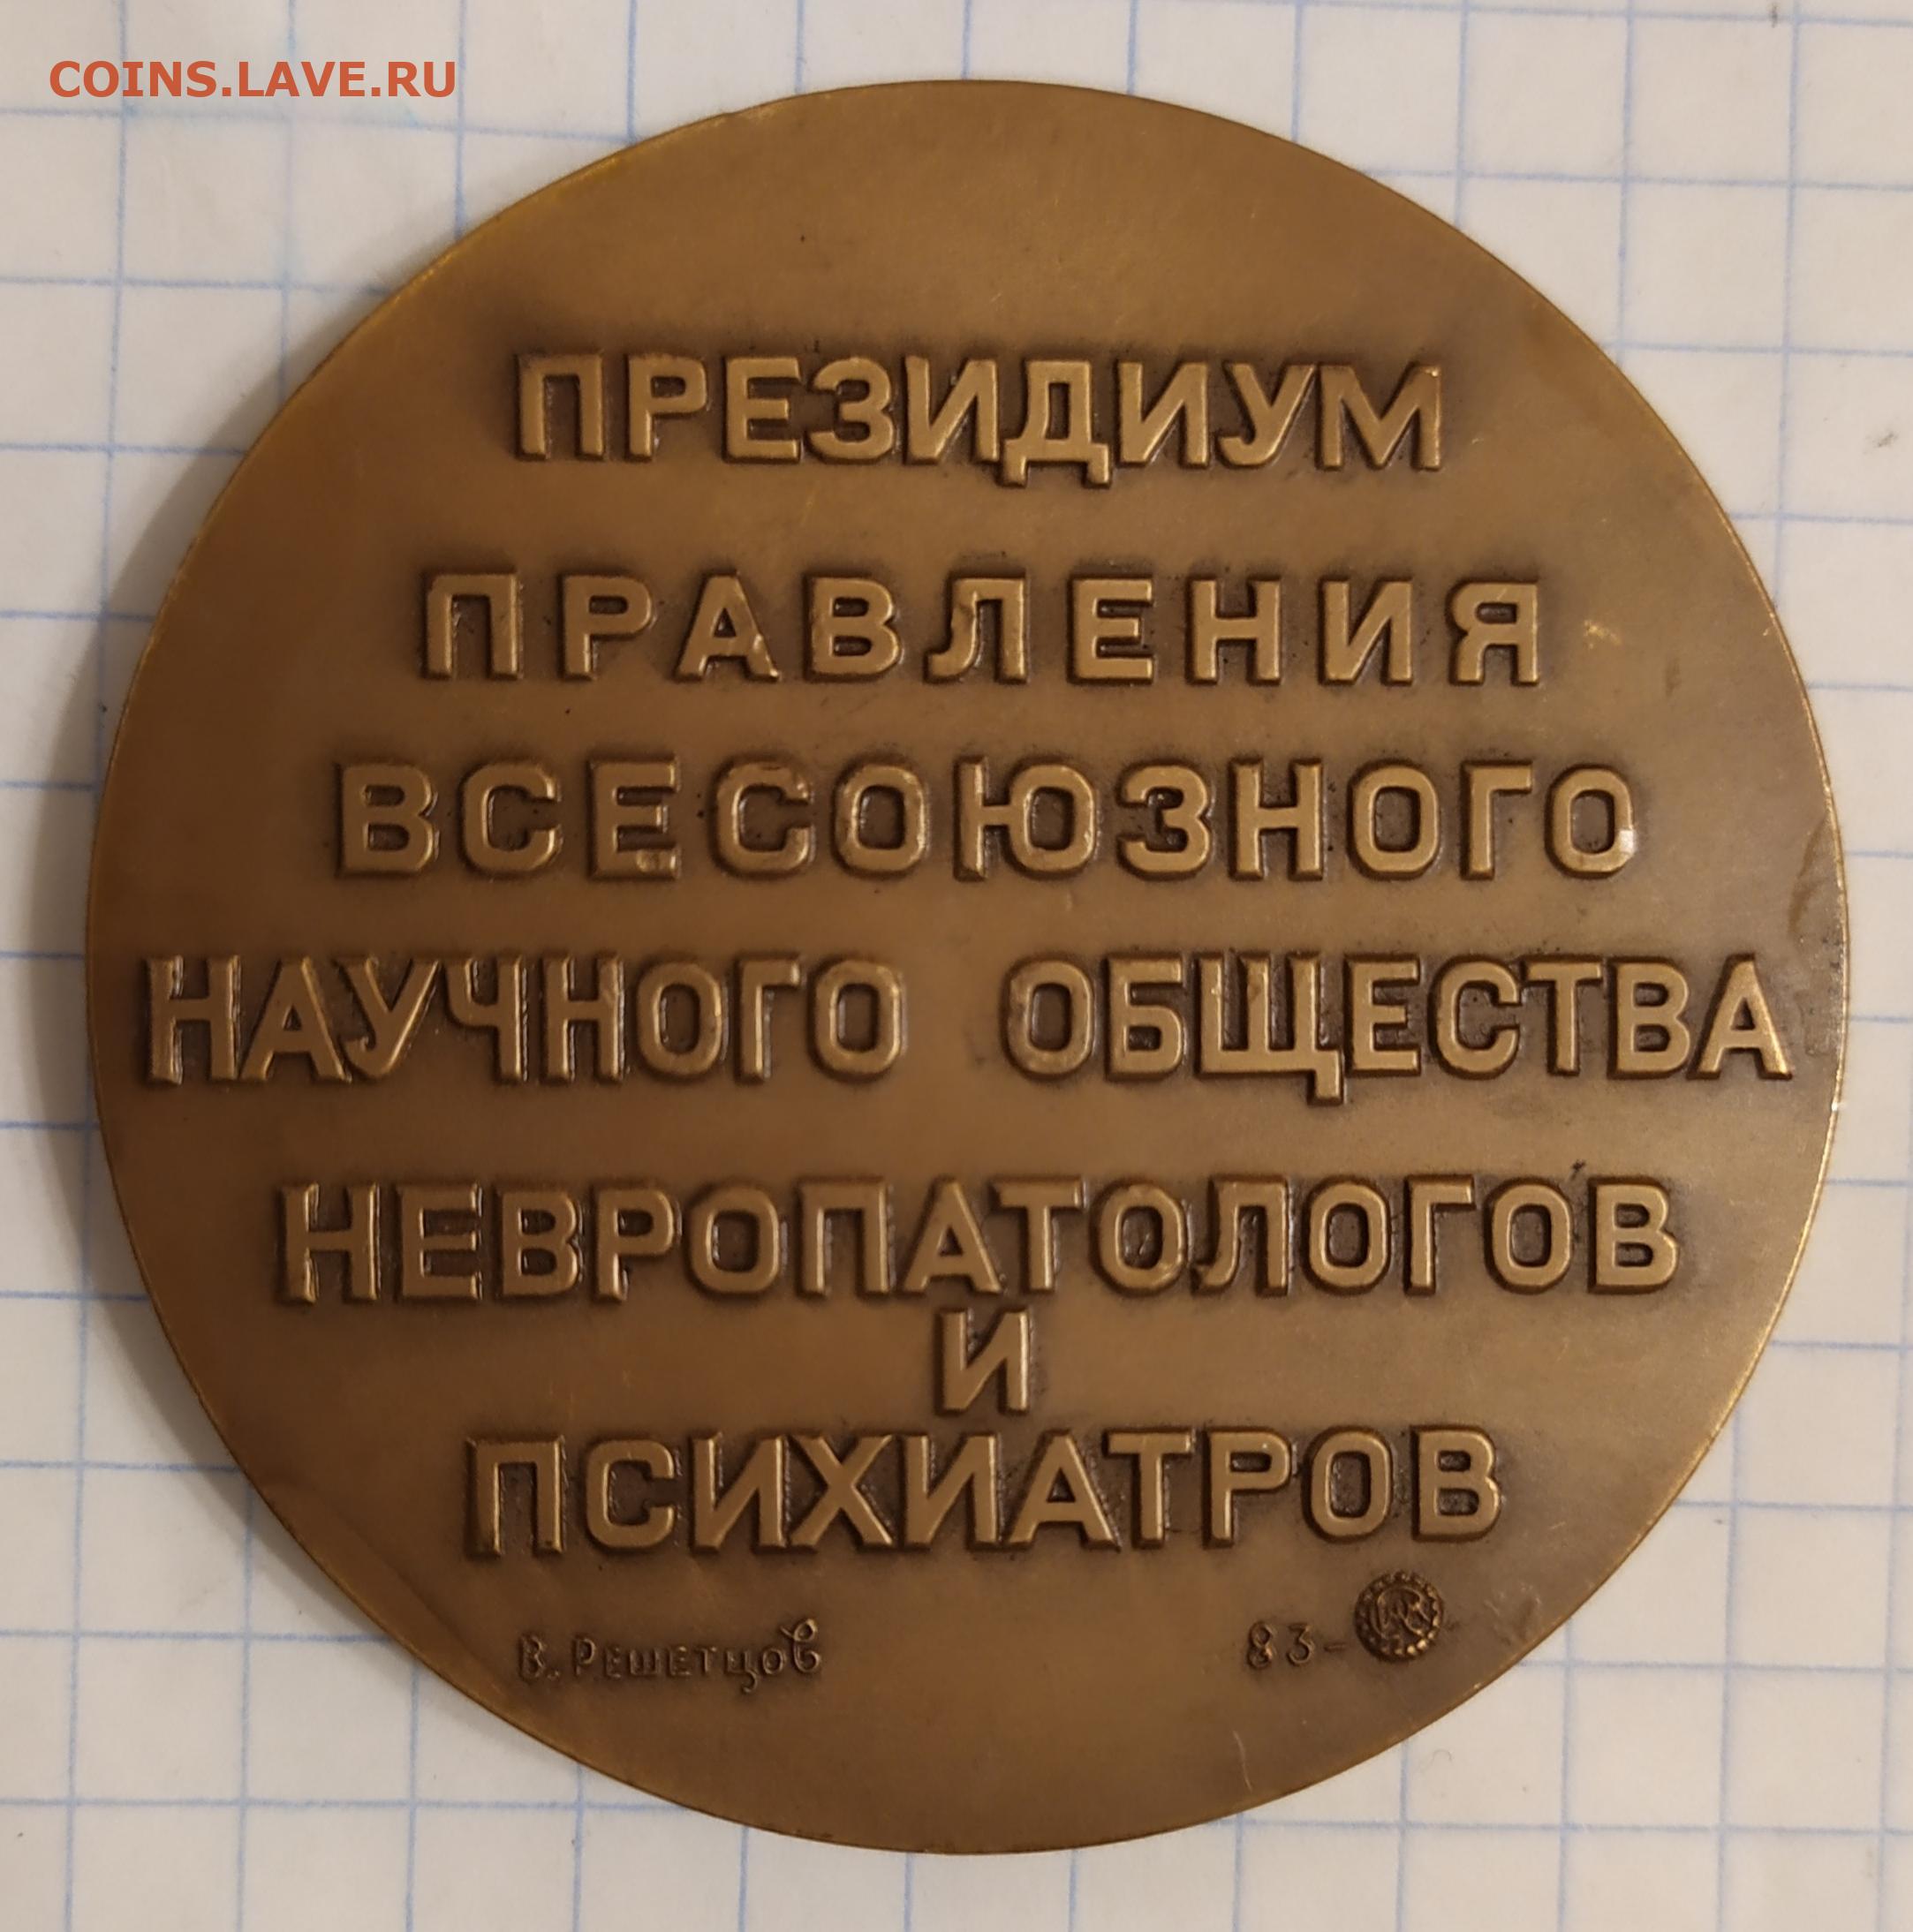 COINS.LAVE.RU
ПРЕЗИДИУМ
ПРАВЛЕНИЯ
ВСЕСОЮЗНОГО
НАУЧНОГО ОБЩЕСТВА
НЕВРОПАТОЛОГОВ
И
ПСИХИАТРОВ
В. РЕШЕТЦОВ 83-